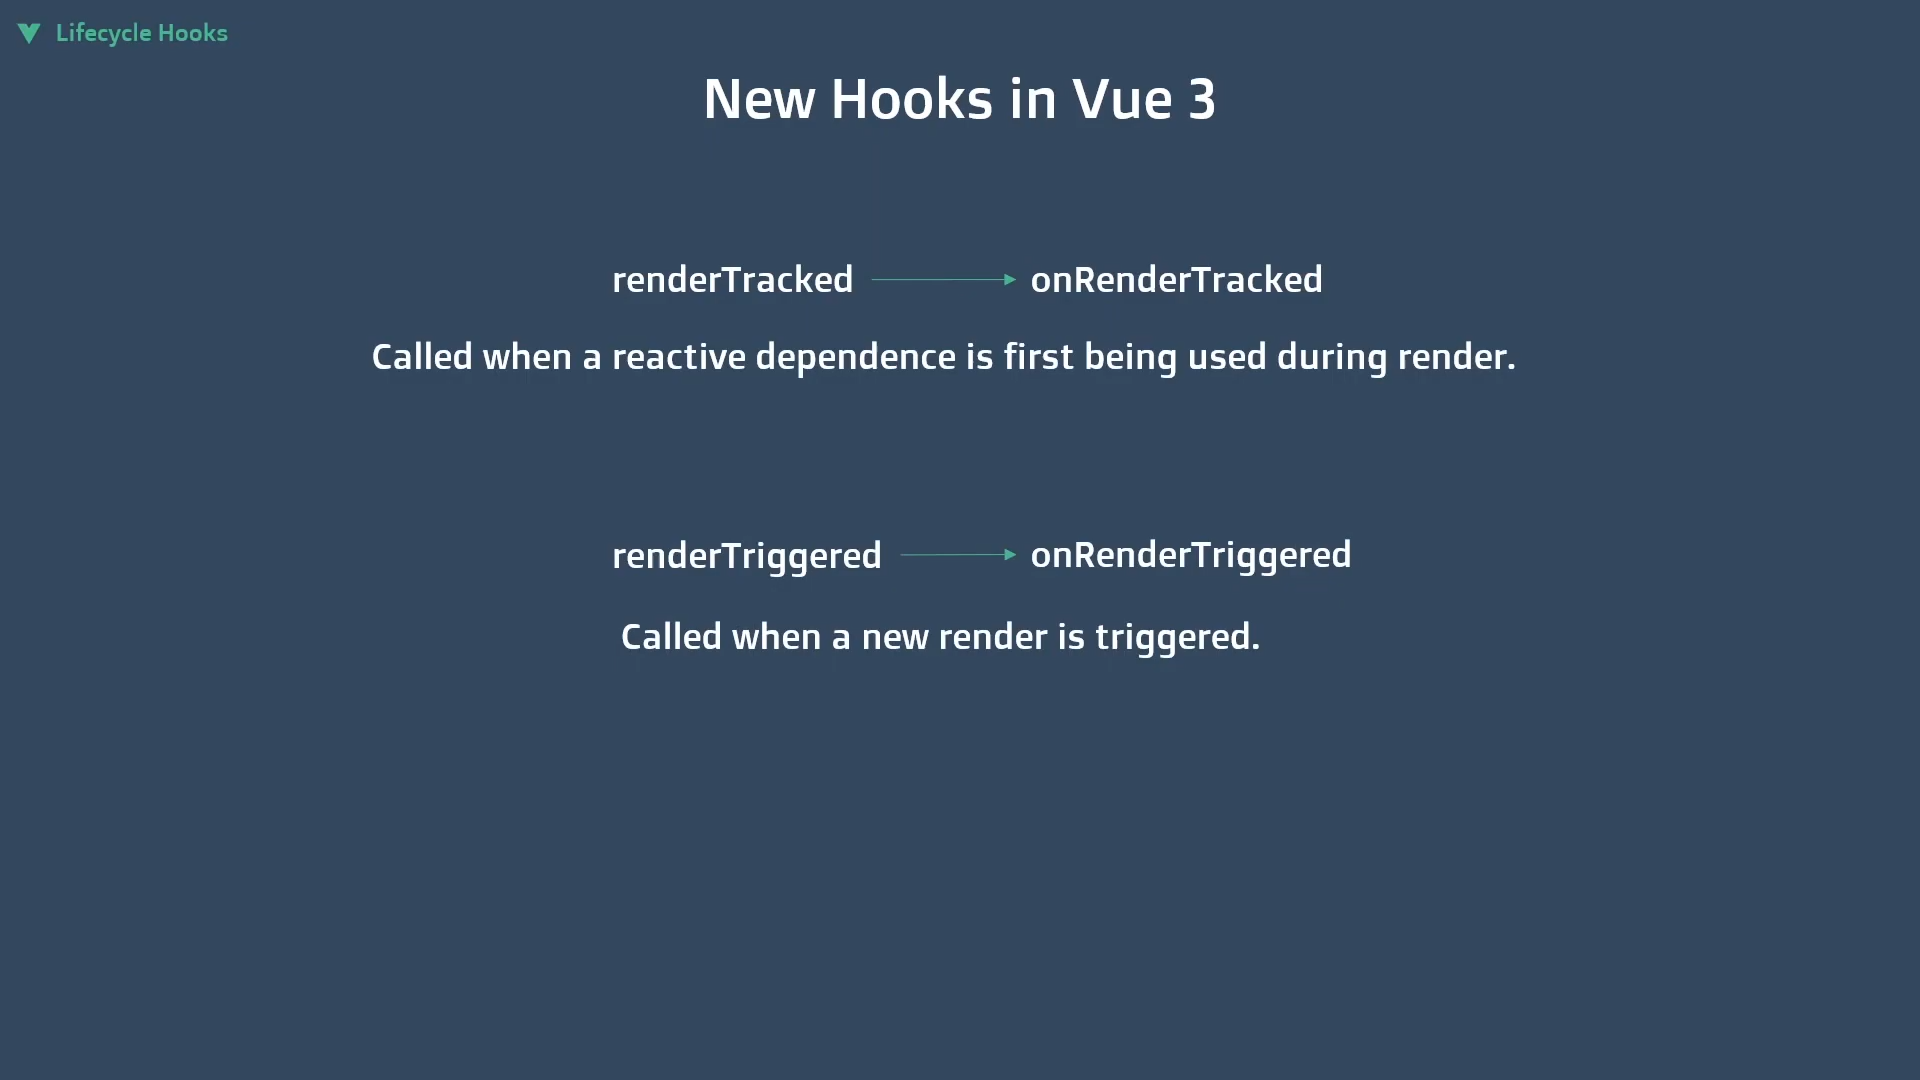 Lifecycle Hooks
New Hooks in Vue 3
renderTracked onRenderTracked
Called when a reactive dependence is first being used during render.
renderTriggered onRenderTriggered
Called when a new render is triggered.